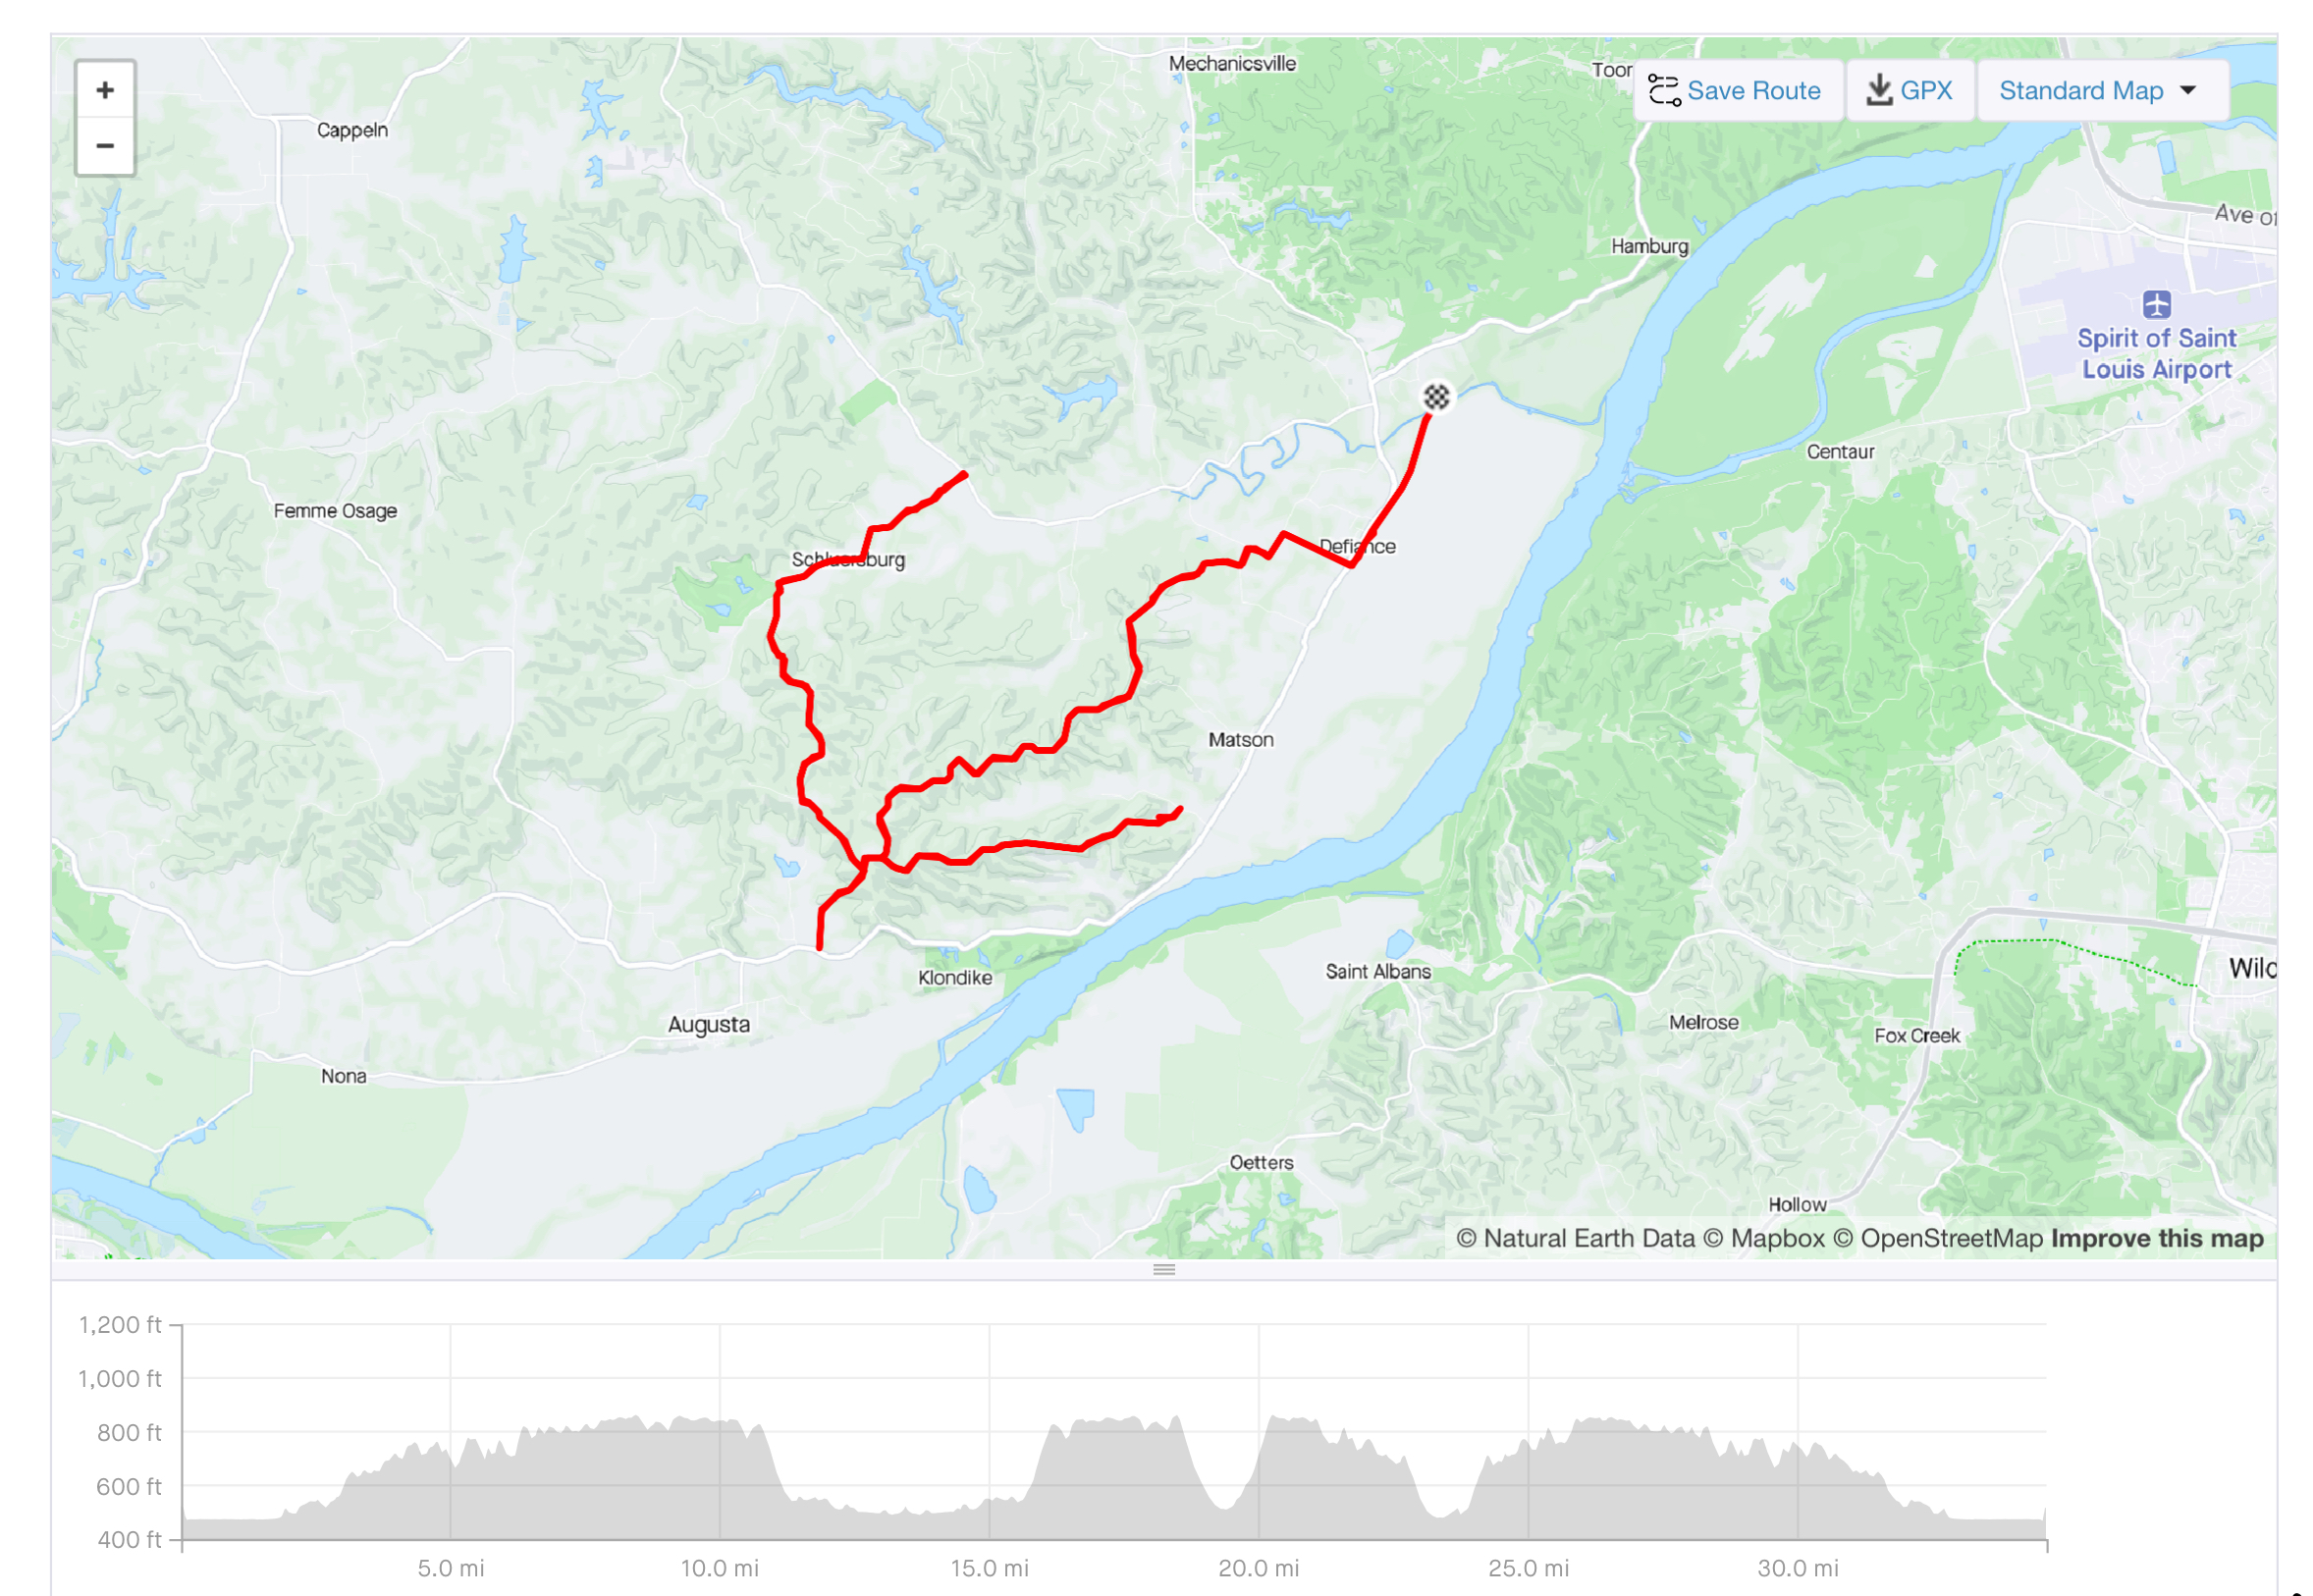 Mechanicsville
Toor
+
Save Route
GPX
Standard Map
−
Cappeln
Ave of
Hamburg
Spirit of Saint
Louis Airport
Centaur
Femme Osage
Defiance
Schluersburg
Matson
Saint Albans
Wild
Klondike
Melrose
Augusta
Fox Creek
Nona
Oetters
Hollow
© Natural Earth Data © Mapbox © OpenStreetMap Improve this map
1,200 ft
1,000 ft
800 ft
600 ft
400 ft
5.0 mi 10.0 mi 15.0 mi 20.0 mi 25.0 mi 30.0 mi